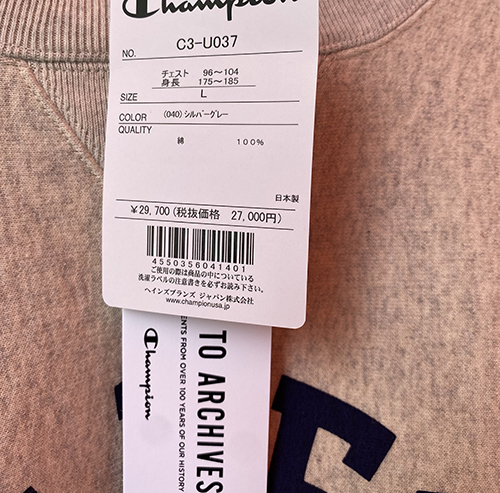 Champion
NO. C3-U037
チェスト 96～104
身長 175～185
SIZE L
COLOR (040)シルバーグレー
QUALITY
綿 100%
日本製
¥29,700(税抜価格 27,000円)
4550356041401
ご使用の際は商品の中についている
洗濯ラベルの注意書きを必ずお読み下さい。
ヘインズブランズ ジャパン株式会社
www.championusa.jp
TO ARCHIVES
ENTS FROM OVER 100 YEARS OF OUR HISTORY
Champion
E